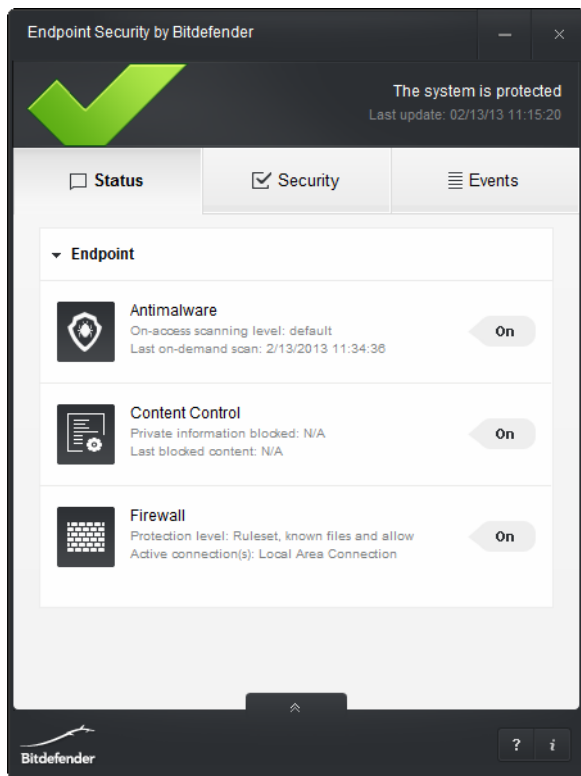 Endpoint Security by Bitdefender
The system is protected
Last update: 02/13/13 11:15:20
Status
Security
Events
Endpoint
Antimalware
On-access scanning level: default
Last on-demand scan: 2/13/2013 11:34:36
On
Content Control
Private information blocked: N/A
Last blocked content: N/A
On
Firewall
Protection level: Ruleset, known files and allow
Active connection(s): Local Area Connection
On
Bitdefender
? i